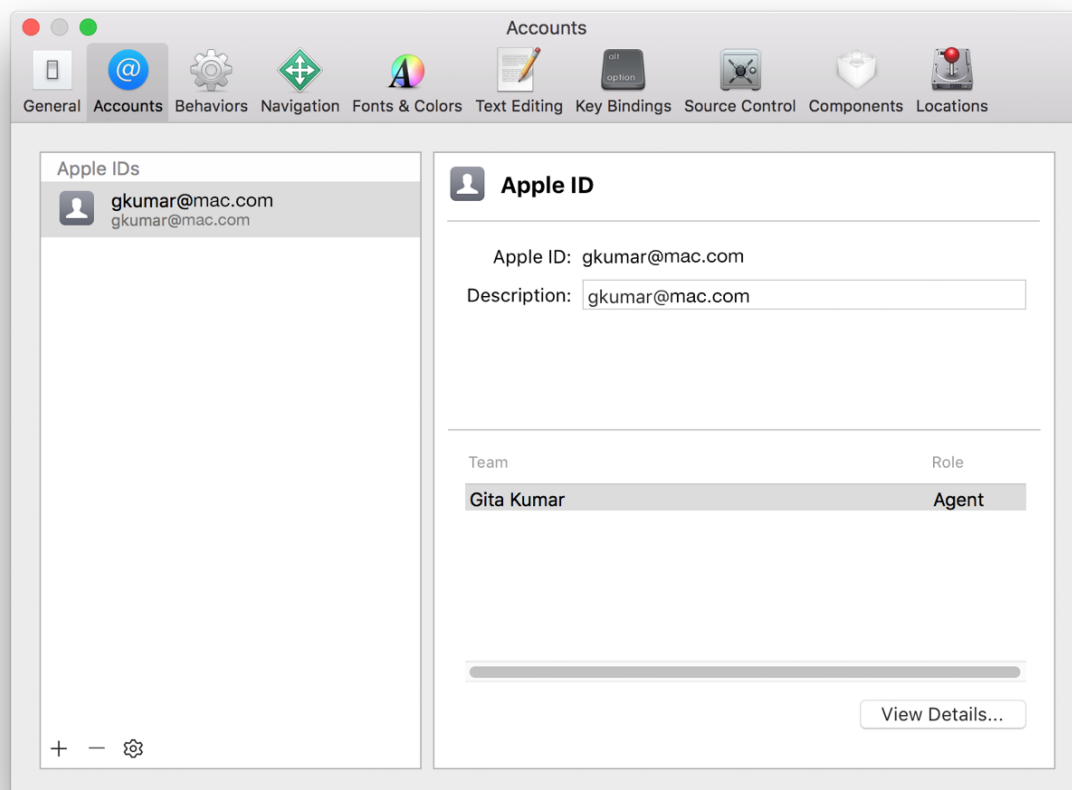 Accounts
General Accounts Behaviors Navigation Fonts & Colors Text Editing Key Bindings Source Control Components Locations
alt
option
Apple IDs
gkumar@mac.com
gkumar@mac.com
Apple ID
Apple ID: gkumar@mac.com
Description: gkumar@mac.com
Team Role
Gita Kumar Agent
View Details...